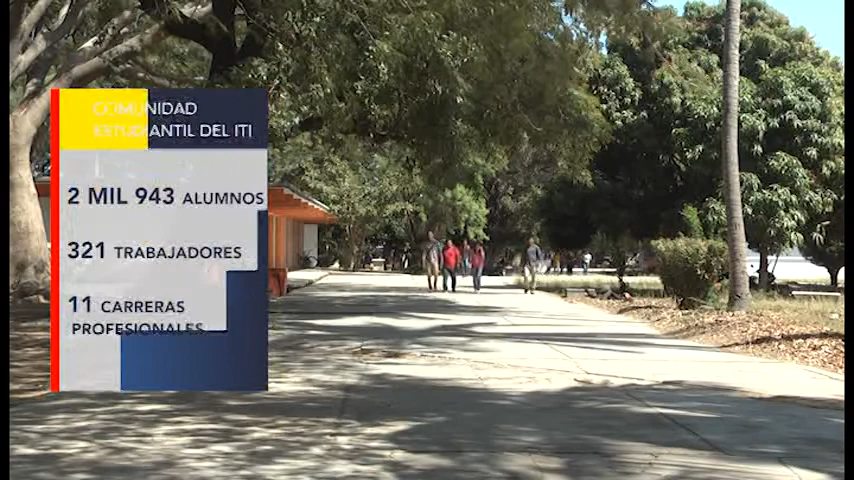 COMUNIDAD
ESTUDIANTIL DEL ITI
2 MIL 943 ALUMNOS
321 TRABAJADORES
11 CARRERAS
PROFESIONALES